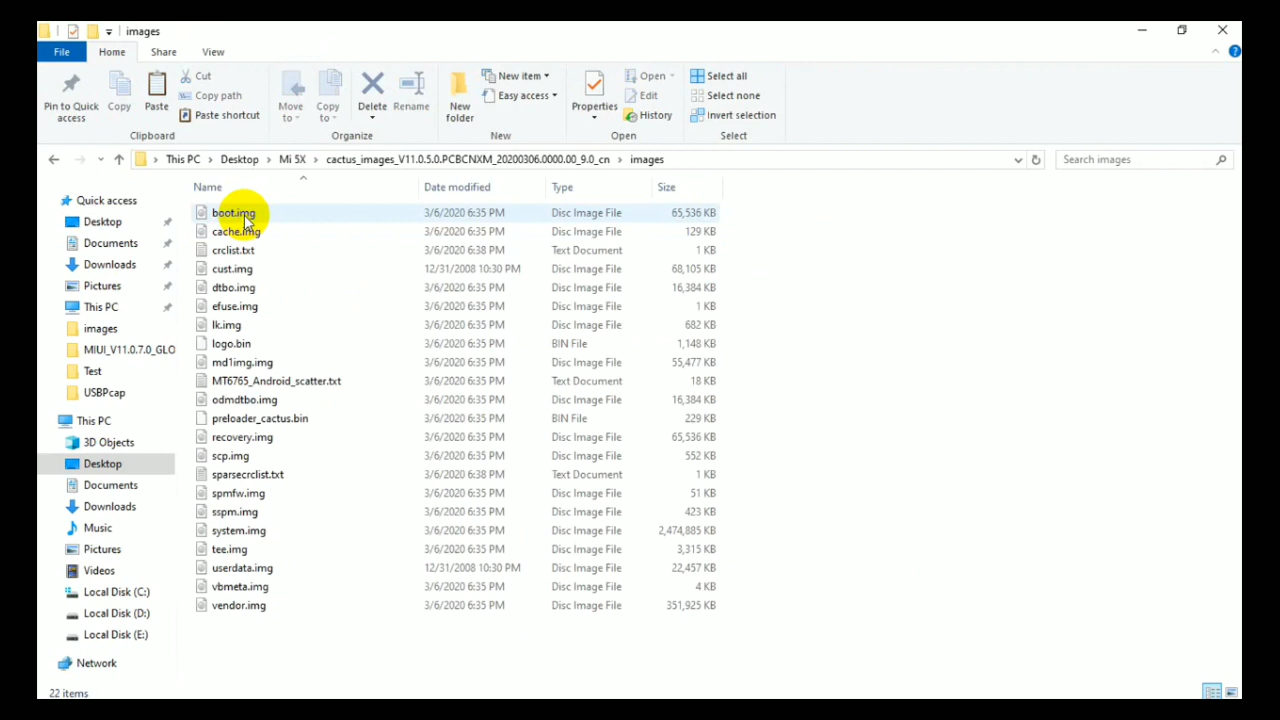 images
File Home Share View
Pin to Quick access
Copy
Paste
Cut
Copy path
Paste shortcut
Clipboard
Move to
Copy to
Delete
Rename
Organize
New folder
New item
Easy access
New
Properties
Open
Edit
History
Open
Select all
Select none
Invert selection
Select
This PC > Desktop > Mi 5X > cactus_images_V11.0.5.0.PCBCNXM_20200306.0000.00_9.0_cn > images
Search images
Name Date modified Type Size
Quick access
Desktop
Documents
Downloads
Pictures
This PC
images
MIUI_V11.0.7.0_GLO
Test
USBPcap
This PC
3D Objects
Desktop
Documents
Downloads
Music
Pictures
Videos
Local Disk (C:)
Local Disk (D:)
Local Disk (E:)
Network
boot.img 3/6/2020 6:35 PM Disc Image File 65,536 KB
cache.img 3/6/2020 6:35 PM Disc Image File 129 KB
crclist.txt 3/6/2020 6:38 PM Text Document 1 KB
cust.img 12/31/2008 10:30 PM Disc Image File 68,105 KB
dtbo.img 3/6/2020 6:35 PM Disc Image File 16,384 KB
efuse.img 3/6/2020 6:35 PM Disc Image File 1 KB
lk.img 3/6/2020 6:35 PM Disc Image File 682 KB
logo.bin 3/6/2020 6:35 PM BIN File 1,148 KB
md1img.img 3/6/2020 6:35 PM Disc Image File 55,477 KB
MT6765_Android_scatter.txt 3/6/2020 6:35 PM Text Document 18 KB
odmdtbo.img 3/6/2020 6:35 PM Disc Image File 16,384 KB
preloader_cactus.bin 3/6/2020 6:35 PM BIN File 229 KB
recovery.img 3/6/2020 6:35 PM Disc Image File 65,536 KB
scp.img 3/6/2020 6:35 PM Disc Image File 552 KB
sparsecrclist.txt 3/6/2020 6:38 PM Text Document 1 KB
spmfw.img 3/6/2020 6:35 PM Disc Image File 51 KB
sspm.img 3/6/2020 6:35 PM Disc Image File 423 KB
system.img 3/6/2020 6:35 PM Disc Image File 2,474,885 KB
tee.img 3/6/2020 6:35 PM Disc Image File 3,315 KB
userdata.img 12/31/2008 10:30 PM Disc Image File 22,457 KB
vbmeta.img 3/6/2020 6:35 PM Disc Image File 4 KB
vendor.img 3/6/2020 6:35 PM Disc Image File 351,925 KB
22 items